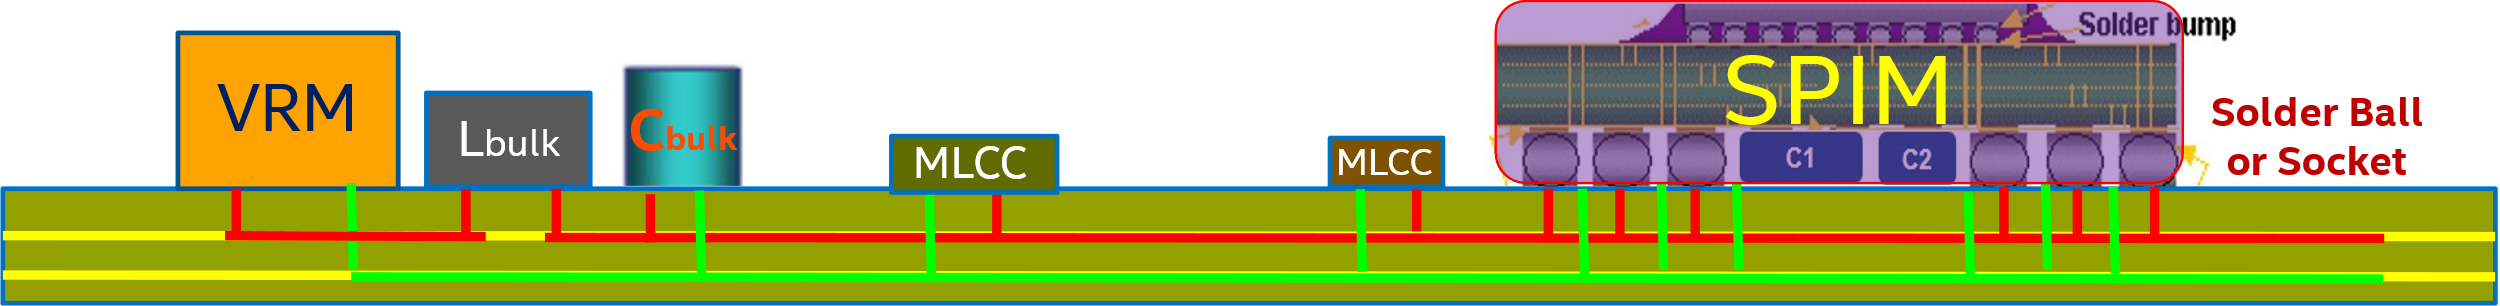 VRM
Lbulk
Cbulk
MLCC
MLCC
Solder bump
SPIM
C1
C2
Solder Ball
or Socket